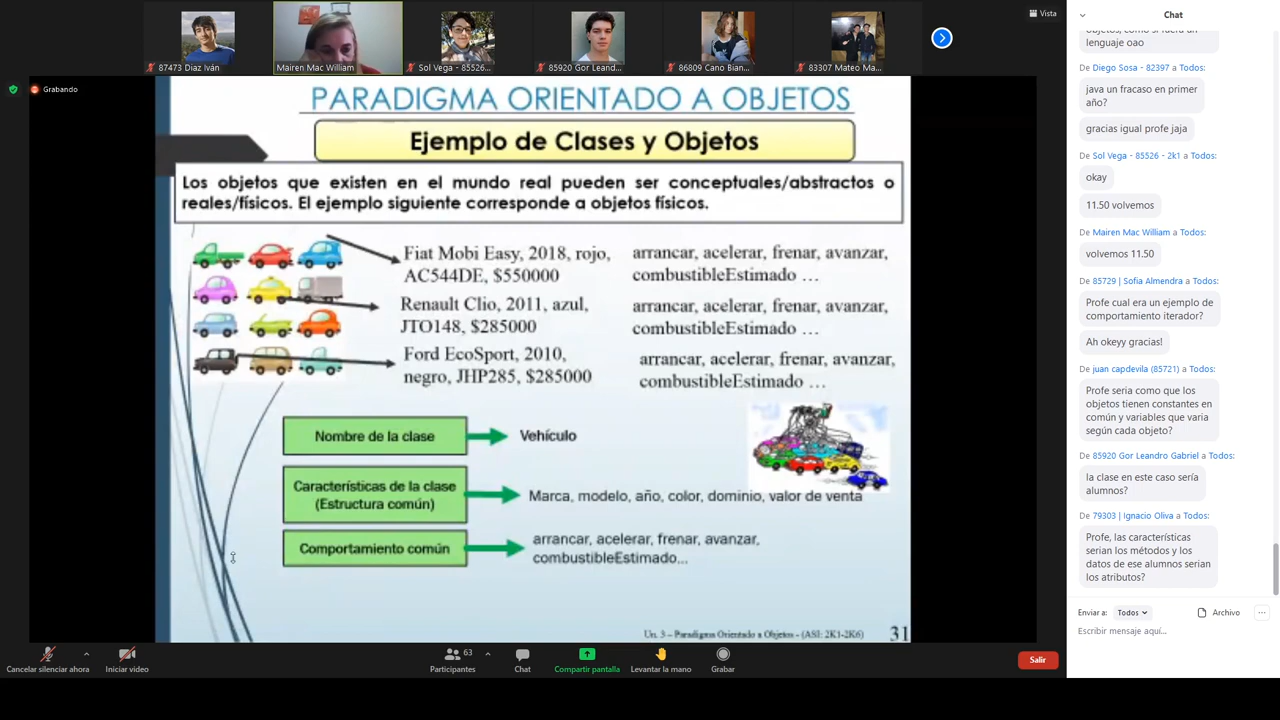 87473 Diaz Iván
Mairen Mac William
Sol Vega - 85526...
85920 Gor Leand...
86809 Cano Bian...
83307 Mateo Ma...
Vista
Grabando
PARADIGMA ORIENTADO A OBJETOS
Ejemplo de Clases y Objetos
Los objetos que existen en el mundo real pueden ser conceptuales/abstractos o
reales/físicos. El ejemplo siguiente corresponde a objetos físicos.
Fiat Mobi Easy, 2018, rojo,
AC544DE, $550000
arrancar, acelerar, frenar, avanzar,
combustibleEstimado ...
Renault Clio, 2011, azul,
JTO148, $285000
arrancar, acelerar, frenar, avanzar,
combustibleEstimado ...
Ford EcoSport, 2010,
negro, JHP285, $285000
arrancar, acelerar, frenar, avanzar,
combustibleEstimado ...
Nombre de la clase
Vehículo
Características de la clase
(Estructura común)
Marca, modelo, año, color, dominio, valor de venta
Comportamiento común
arrancar, acelerar, frenar, avanzar,
combustibleEstimado...
Un. 3 – Paradigma Orientado a Objetos - (ASI: 2K1-2K6)
31
Cancelar silenciar ahora
Iniciar video
63
Participantes
Chat
Compartir pantalla
Levantar la mano
Grabar
Salir
Chat
objetos, como si fuera un
lenguaje oao
De Diego Sosa - 82397 a Todos:
java un fracaso en primer
año?
gracias igual profe jaja
De Sol Vega - 85526 - 2k1 a Todos:
okay
11.50 volvemos
De Mairen Mac William a Todos:
volvemos 11.50
De 85729 | Sofia Almendra a Todos:
Profe cual era un ejemplo de
comportamiento iterador?
Ah okeyy gracias!
De juan capdevila (85721) a Todos:
Profe seria como que los
objetos tienen constantes en
común y variables que varia
según cada objeto?
De 85920 Gor Leandro Gabriel a Todos:
la clase en este caso sería
alumnos?
De 79303 | Ignacio Oliva a Todos:
Profe, las características
serian los métodos y los
datos de ese alumnos serian
los atributos?
Enviar a:
Todos
Archivo
...
Escribir mensaje aquí...